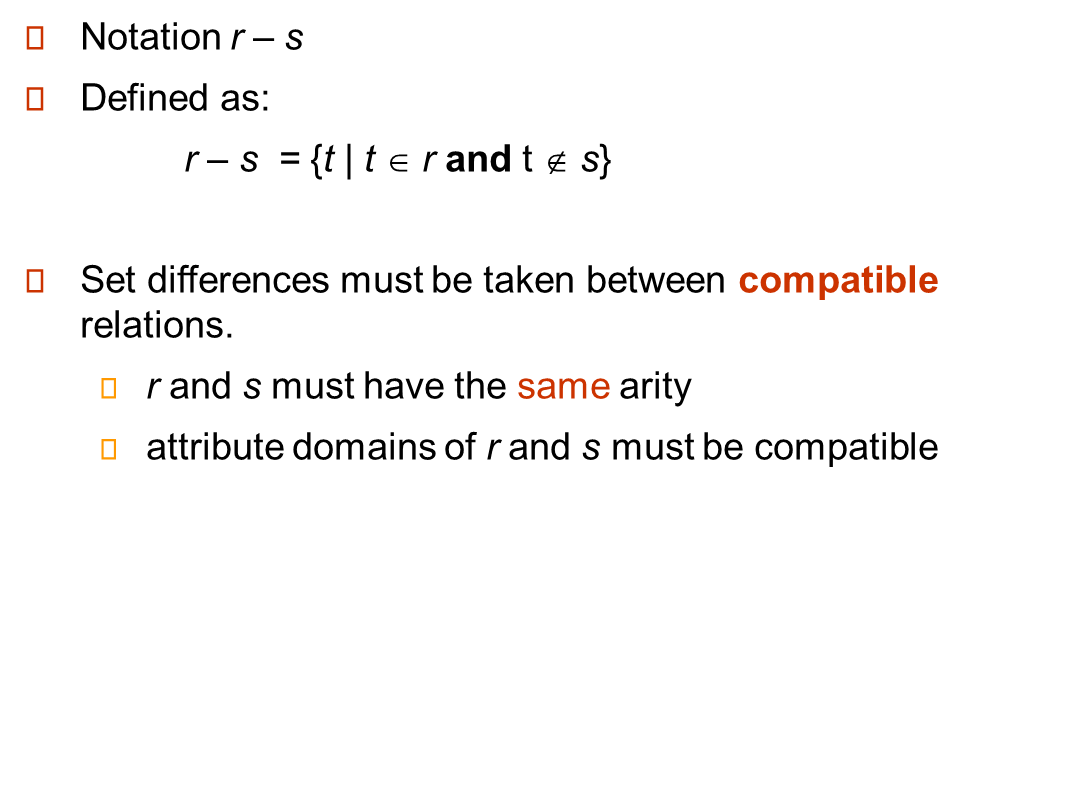 Notation r – s
Defined as:
r – s = {t | t ∈ r and t ∉ s}
Set differences must be taken between compatible
relations.
r and s must have the same arity
attribute domains of r and s must be compatible